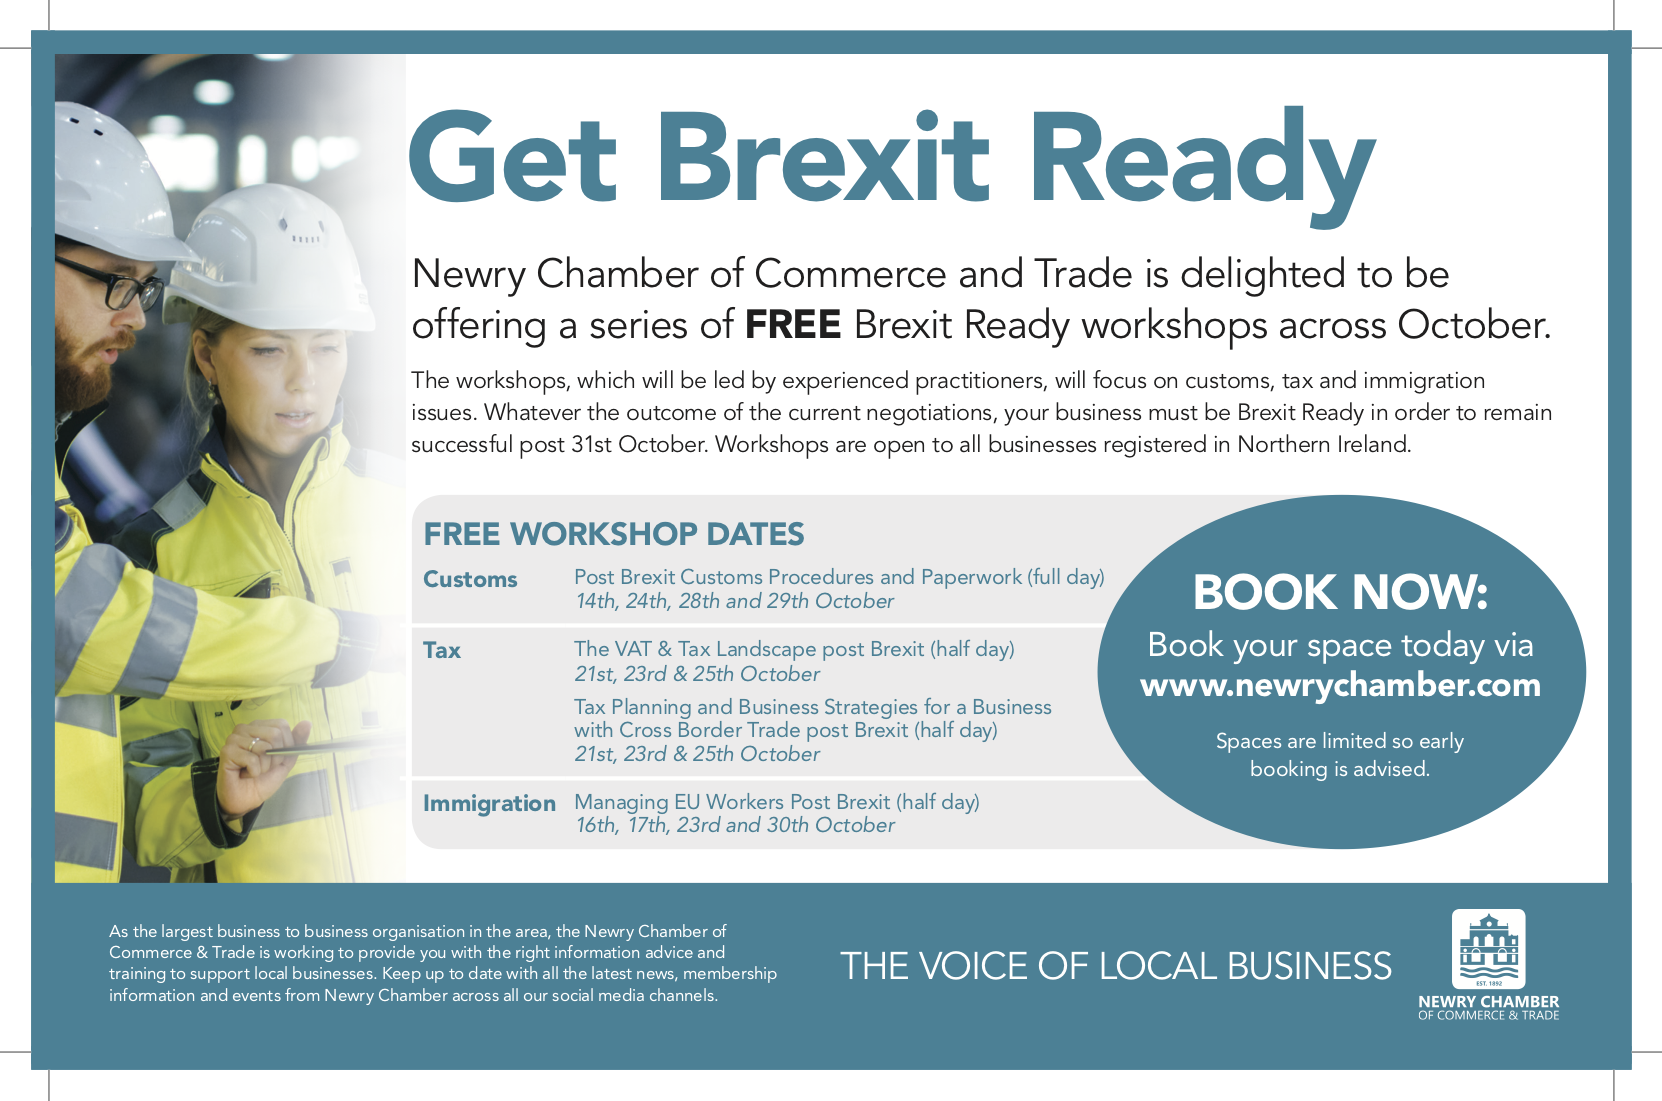 Get Brexit Ready
Newry Chamber of Commerce and Trade is delighted to be
offering a series of FREE Brexit Ready workshops across October.
The workshops, which will be led by experienced practitioners, will focus on customs, tax and immigration
issues. Whatever the outcome of the current negotiations, your business must be Brexit Ready in order to remain
successful post 31st October. Workshops are open to all businesses registered in Northern Ireland.
FREE WORKSHOP DATES
Customs
Post Brexit Customs Procedures and Paperwork (full day)
14th, 24th, 28th and 29th October
Tax
The VAT & Tax Landscape post Brexit (half day)
21st, 23rd & 25th October
Tax Planning and Business Strategies for a Business
with Cross Border Trade post Brexit (half day)
21st, 23rd & 25th October
Immigration
Managing EU Workers Post Brexit (half day)
16th, 17th, 23rd and 30th October
BOOK NOW:
Book your space today via
www.newrychamber.com
Spaces are limited so early
booking is advised.
As the largest business to business organisation in the area, the Newry Chamber of
Commerce & Trade is working to provide you with the right information advice and
training to support local businesses. Keep up to date with all the latest news, membership
information and events from Newry Chamber across all our social media channels.
THE VOICE OF LOCAL BUSINESS
EST. 1892
NEWRY CHAMBER
OF COMMERCE & TRADE